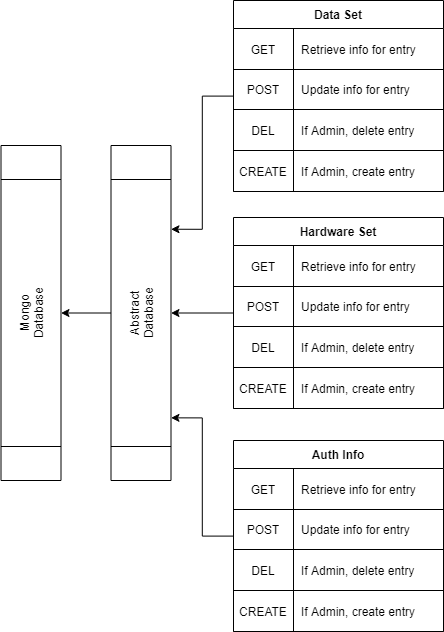 Data Set
GET Retrieve info for entry
POST Update info for entry
DEL If Admin, delete entry
CREATE If Admin, create entry
Mongo
Database
Abstract
Database
Hardware Set
GET Retrieve info for entry
POST Update info for entry
DEL If Admin, delete entry
CREATE If Admin, create entry
Auth Info
GET Retrieve info for entry
POST Update info for entry
DEL If Admin, delete entry
CREATE If Admin, create entry